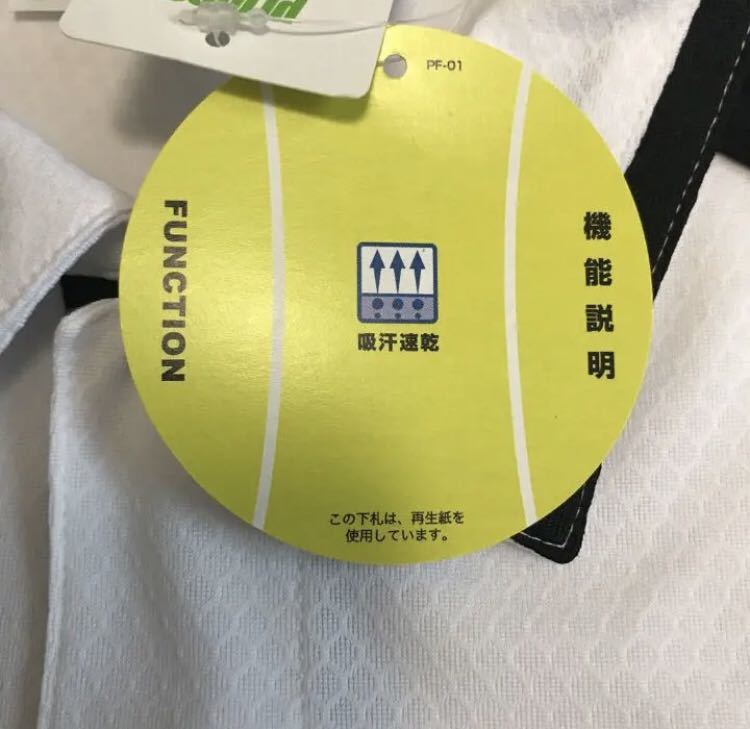 PF-01
FUNCTION
機能説明
吸汗速乾
この下札は、再生紙を
使用しています。